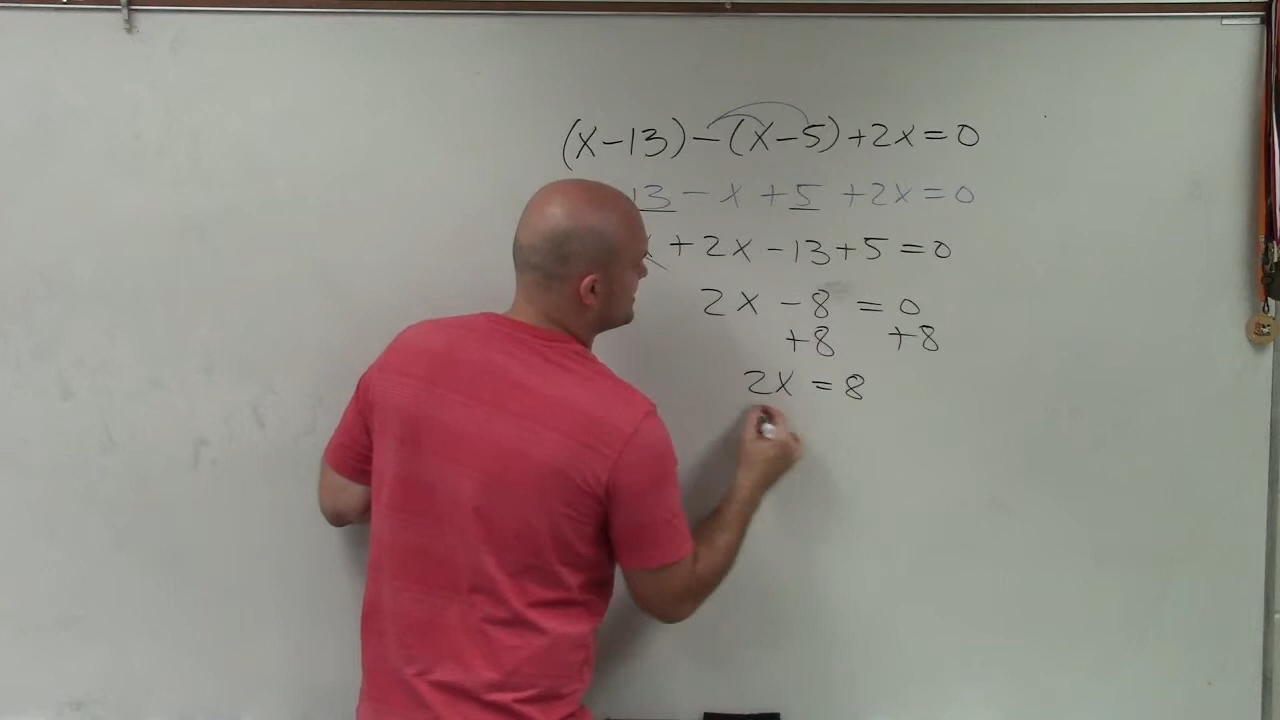 (x-13)-(x-5)+2x=0
13 - x + 5 + 2x = 0
+ 2x - 13 + 5 = 0
2x - 8 = 0
+8 +8
2x = 8